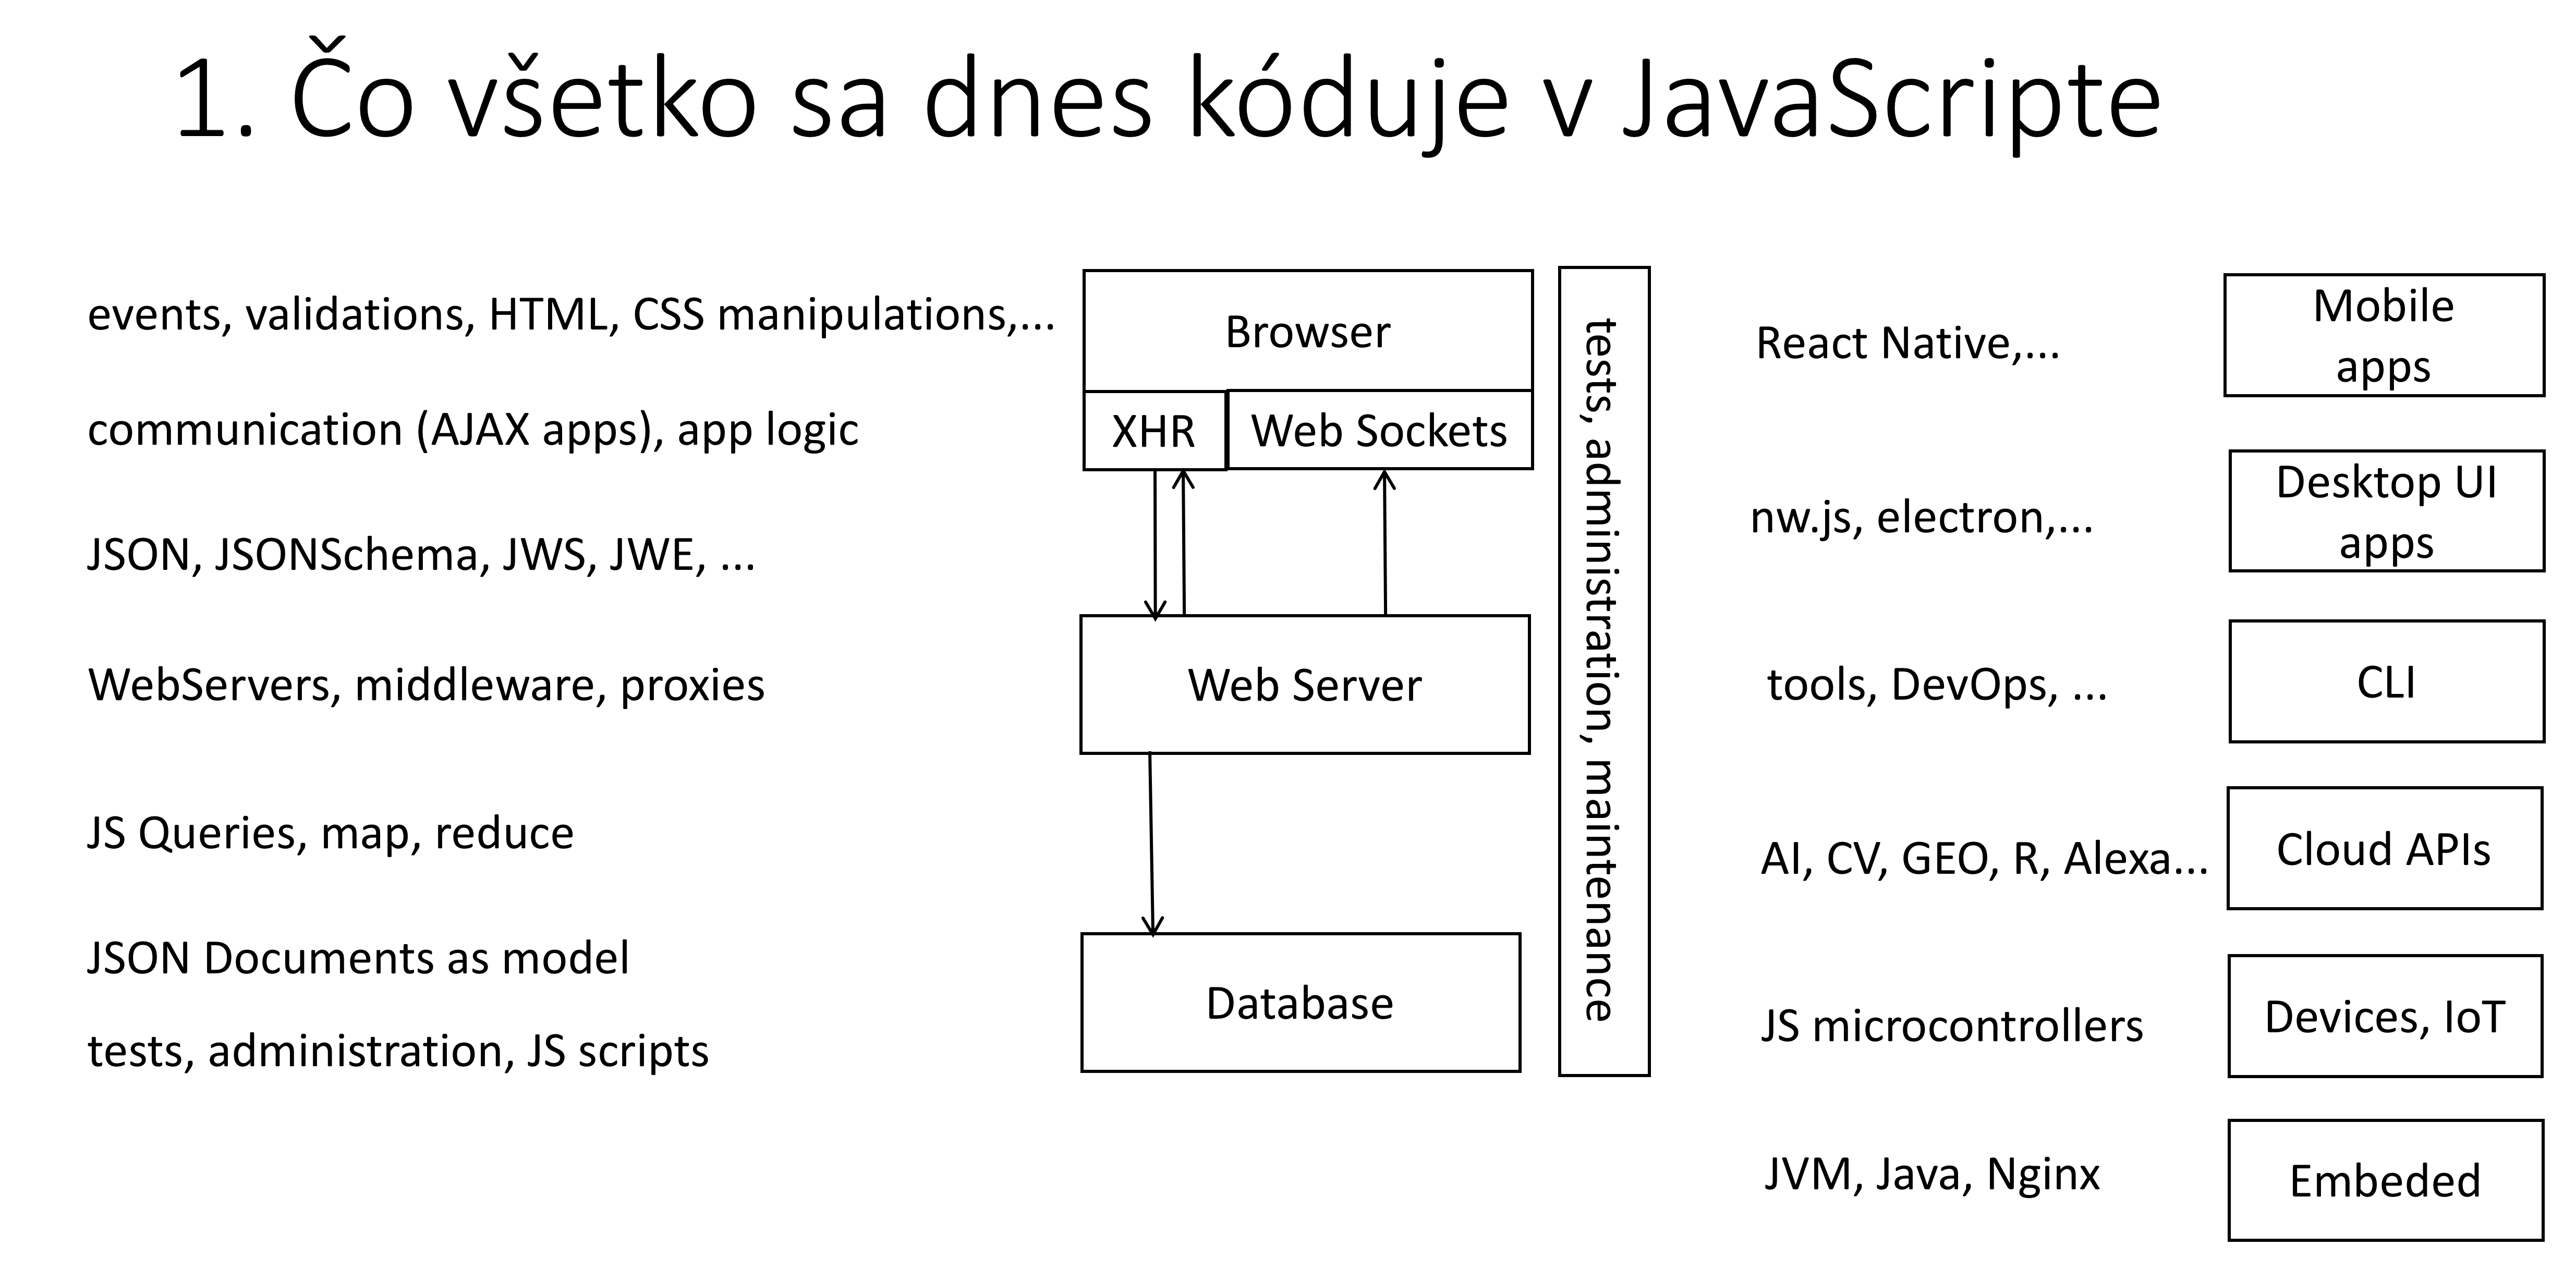 1. Čo všetko sa dnes kóduje v JavaScripte
events, validations, HTML, CSS manipulations,...
communication (AJAX apps), app logic
JSON, JSONSchema, JWS, JWE, ...
WebServers, middleware, proxies
JS Queries, map, reduce
JSON Documents as model
tests, administration, JS scripts
Browser
XHR
Web Sockets
Web Server
Database
tests, administration, maintenance
React Native,...
Mobile
apps
nw.js, electron,...
Desktop UI
apps
tools, DevOps, ...
CLI
AI, CV, GEO, R, Alexa...
Cloud APIs
JS microcontrollers
Devices, IoT
JVM, Java, Nginx
Embeded